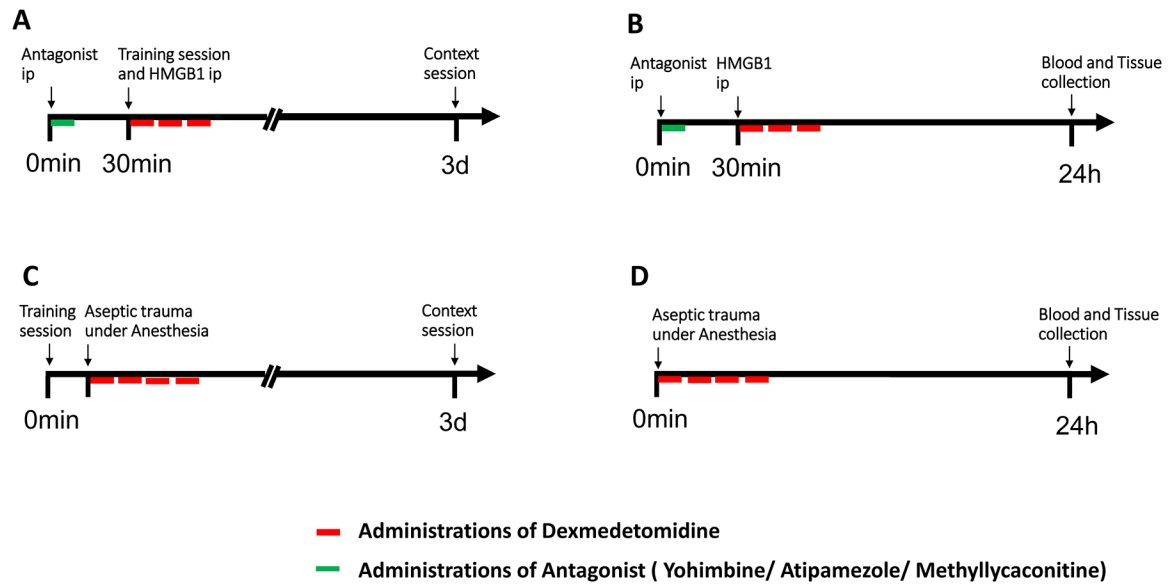 A
Antagonist
ip
Training session
and HMGB1 ip
Context
session
0min
30min
3d
B
Antagonist
ip
HMGB1
ip
Blood and Tissue
collection
0min
30min
24h
C
Training
session
Aseptic trauma
under Anesthesia
Context
session
0min
3d
D
Aseptic trauma
under Anesthesia
Blood and Tissue
collection
0min
24h
Administrations of Dexmedetomidine
Administrations of Antagonist ( Yohimbine/ Atipamezole/ Methyllycaconitine)